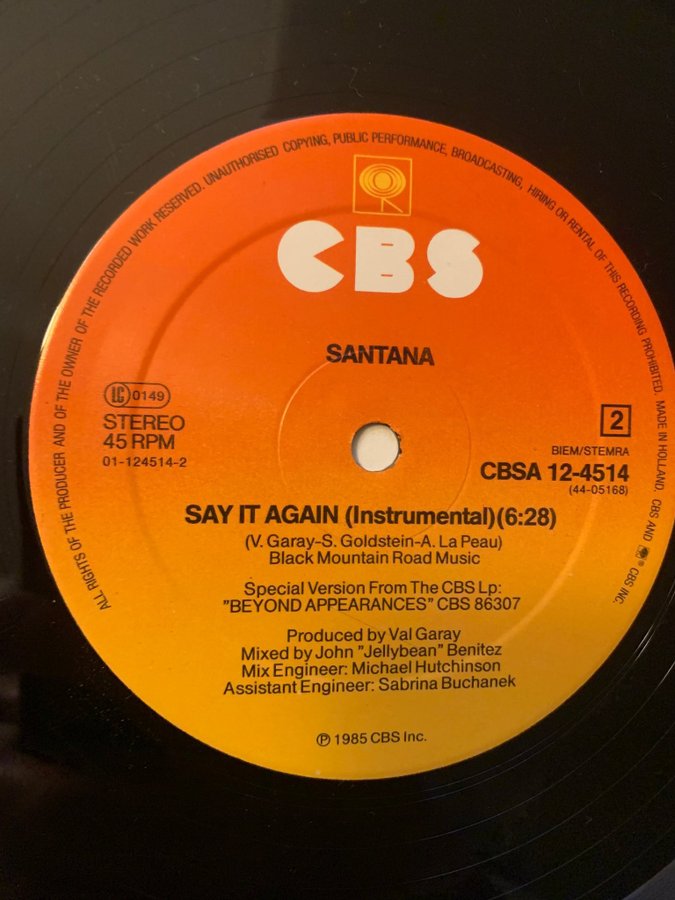 ALL RIGHTS OF THE PRODUCER AND OF THE OWNER OF THE RECORDED WORK RESERVED. UNAUTHORISED COPYING, PUBLIC PERFORMANCE, BROADCASTING, HIRING OR RENTAL OF THIS RECORDING PROHIBITED. MADE IN HOLLAND. CBS AND ® CBS INC.
CBS
SANTANA
LC 0149
STEREO
45 RPM
01-124514-2
2
BIEM/STEMRA
CBSA 12-4514
(44-05168)
SAY IT AGAIN (Instrumental)(6:28)
(V. Garay-S. Goldstein-A. La Peau)
Black Mountain Road Music
Special Version From The CBS Lp:
"BEYOND APPEARANCES" CBS 86307
Produced by Val Garay
Mixed by John "Jellybean" Benitez
Mix Engineer: Michael Hutchinson
Assistant Engineer: Sabrina Buchanek
℗ 1985 CBS Inc.